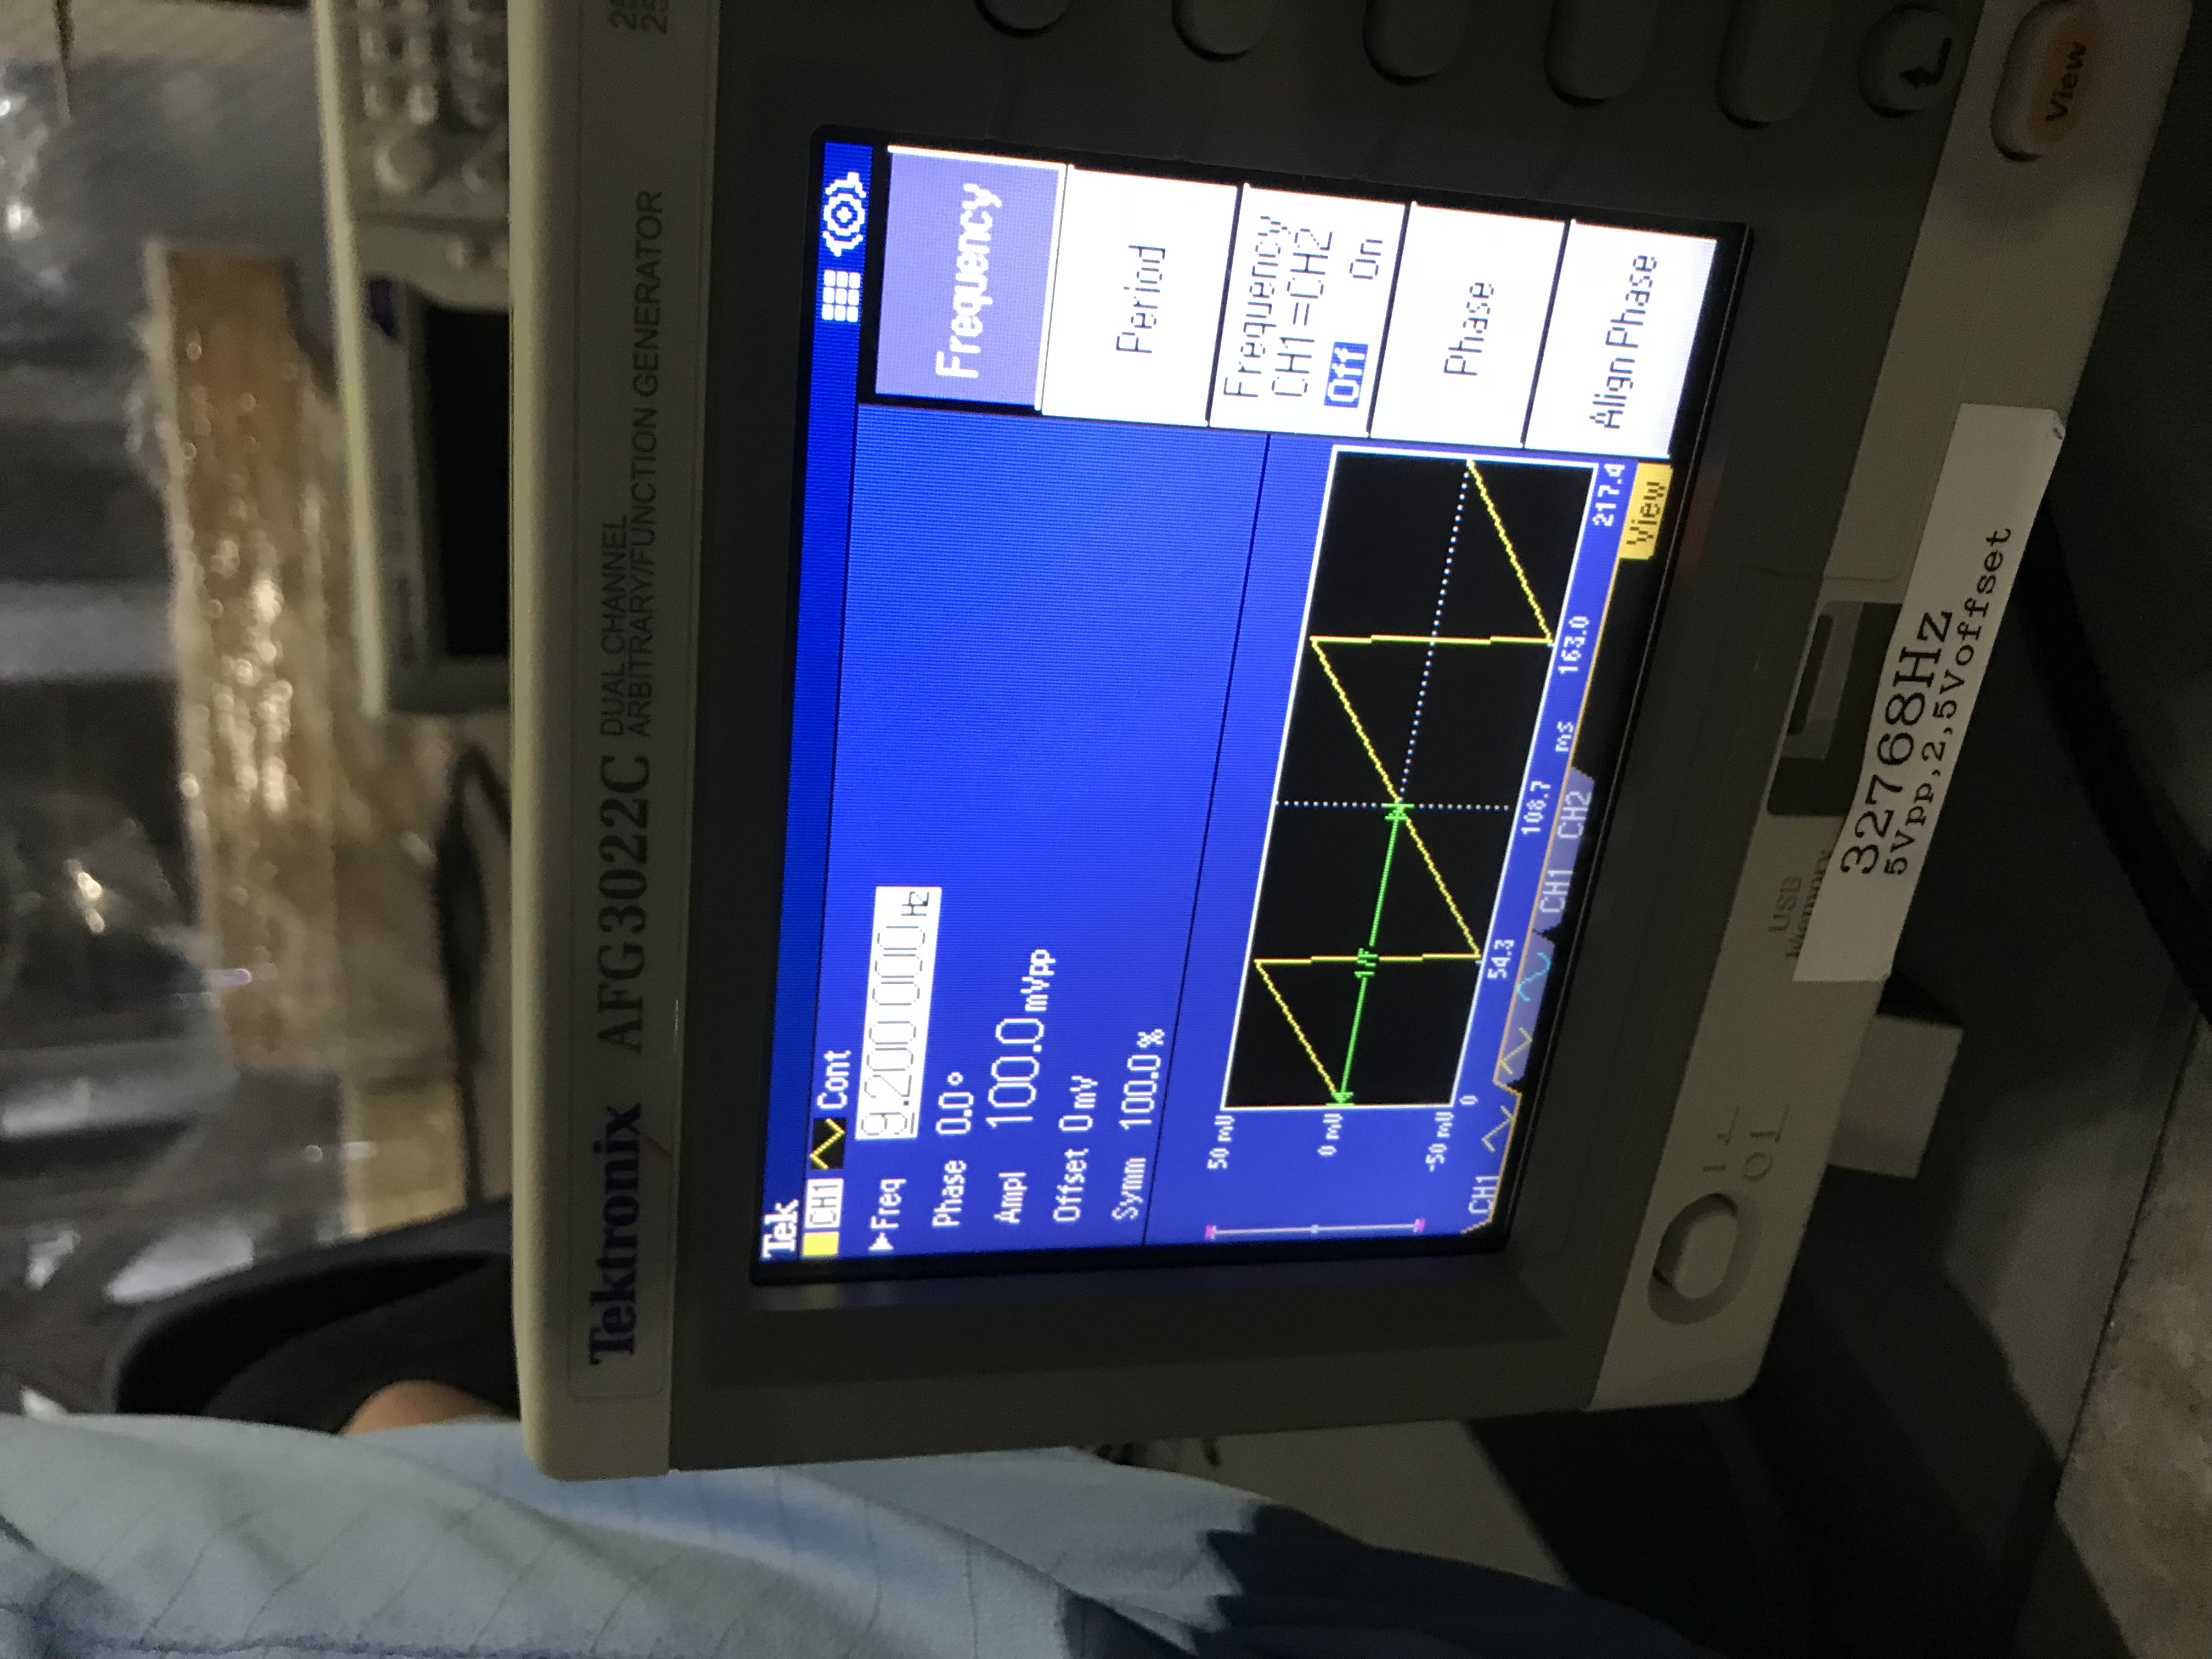 Tektronix AFG3022C DUAL CHANNEL
ARBITRARY/FUNCTION GENERATOR
25
25
Tek
CH1 Cont
Freq 9.200 000 Hz
Phase 0.0 °
Ampl 100.0 mVpp
Offset 0 mV
Symm 100.0 %
50 mV
0 mV
-50 mV
1/F
0
54.3
108.7
ms
163.0
217.4
CH1
CH1 CH2
View
Frequency
Period
Frequency
CH1=CH2
Off On
Phase
Align Phase
USB
Memory
32768Hz
5Vpp,2,5Voffset
View